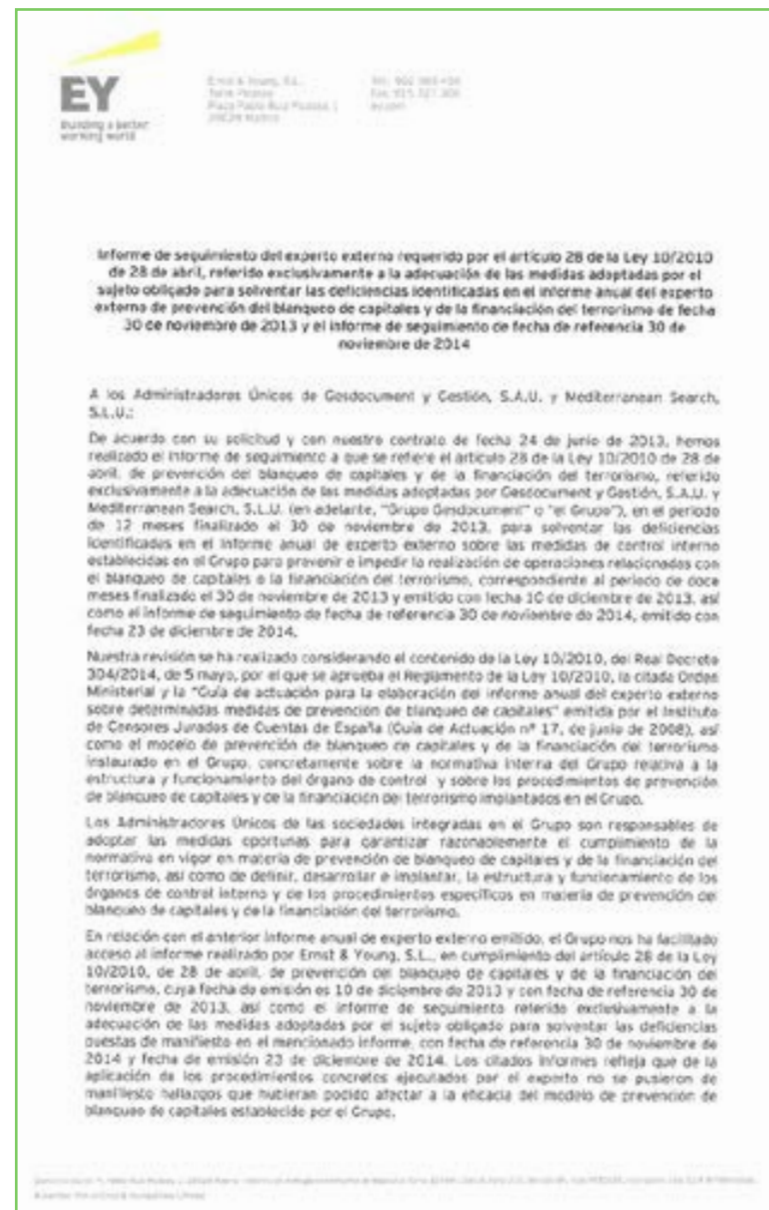 EY
Building a better
working world
Ernst & Young, S.L.
Torre Picasso
Plaza Pablo Ruiz Picasso, 1
28020 Madrid
ey.com
Informe de seguimiento del experto externo requerido por el artículo 28 de la Ley 10/2010
de 28 de abril, referido exclusivamente a la adecuación de las medidas adoptadas por el
sujeto obligado para solventar las deficiencias identificadas en el informe anual del experto
externo de prevención del blanqueo de capitales y de la financiación del terrorismo de fecha
30 de noviembre de 2013 y el informe de seguimiento de fecha de referencia 30 de
noviembre de 2014
A los Administradores Únicos de Gesdocument y Gestión, S.A.U. y Mediterranean Search,
S.L.U.:
De acuerdo con su solicitud y con nuestro contrato de fecha 24 de junio de 2013, hemos
realizado el informe de seguimiento a que se refiere el artículo 28 de la Ley 10/2010 de 28 de
abril, de prevención del blanqueo de capitales y de la financiación del terrorismo, referido
exclusivamente a la adecuación de las medidas adoptadas por Gesdocument y Gestión, S.A.U. y
Mediterranean Search, S.L.U. (en adelante, "Grupo Gesdocument" o "el Grupo"), en el periodo
de 12 meses finalizado el 30 de noviembre de 2013, para solventar las deficiencias
identificadas en el informe anual de experto externo sobre las medidas de control interno
establecidas en el Grupo para prevenir e impedir la realización de operaciones relacionadas con
el blanqueo de capitales o la financiación del terrorismo, correspondiente al periodo de doce
meses finalizado el 30 de noviembre de 2013 y emitido con fecha 10 de diciembre de 2013, así
como el informe de seguimiento de fecha de referencia 30 de noviembre de 2014, emitido con
fecha 23 de diciembre de 2014.
Nuestra revisión se ha realizado considerando el contenido de la Ley 10/2010, del Real Decreto
304/2014, de 5 mayo, por el que se aprueba el Reglamento de la Ley 10/2010, la citada Orden
Ministerial y la "Guía de actuación para la elaboración del informe anual del experto externo
sobre determinadas medidas de prevención de blanqueo de capitales" emitida por el Instituto
de Censores Jurados de Cuentas de España (Guía de Actuación nº 17, de junio de 2008), así
como el modelo de prevención de blanqueo de capitales y de la financiación del terrorismo
instaurado en el Grupo, concretamente sobre la normativa interna del Grupo relativa a la
estructura y funcionamiento del órgano de control y sobre los procedimientos de prevención
de blanqueo de capitales y de la financiación del terrorismo implantados en el Grupo.
Los Administradores Únicos de las sociedades integradas en el Grupo son responsables de
adoptar las medidas oportunas para garantizar razonablemente el cumplimiento de la
normativa en vigor en materia de prevención de blanqueo de capitales y de la financiación del
terrorismo, así como de definir, desarrollar e implantar, la estructura y funcionamiento de los
órganos de control interno y de los procedimientos específicos en materia de prevención del
blanqueo de capitales y de la financiación del terrorismo.
En relación con el anterior informe anual de experto externo emitido, el Grupo nos ha facilitado
acceso al informe realizado por Ernst & Young, S.L., en cumplimiento del artículo 28 de la Ley
10/2010, de 28 de abril, de prevención del blanqueo de capitales y de la financiación del
terrorismo, cuya fecha de emisión es 10 de diciembre de 2013 y con fecha de referencia 30 de
noviembre de 2013, así como el informe de seguimiento referido exclusivamente a la
adecuación de las medidas adoptadas por el sujeto obligado para solventar las deficiencias
puestas de manifiesto en el mencionado informe, con fecha de referencia 30 de noviembre de
2014 y fecha de emisión 23 de diciembre de 2014. Los citados informes refleja que de la
aplicación de los procedimientos concretos ejecutados por el experto no se pusieron de
manifiesto hallazgos que hubieran podido afectar a la eficacia del modelo de prevención de
blanqueo de capitales establecido por el Grupo.